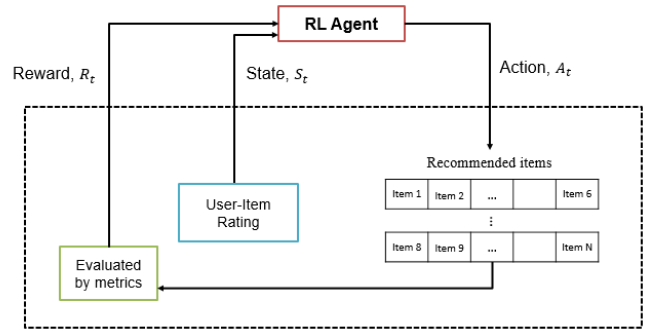 RL Agent
Reward, Rₜ
State, Sₜ
Action, Aₜ
Recommended items
Item 1 Item 2 ... Item 6
⋮
Item 8 Item 9 ... Item N
User-Item
Rating
Evaluated
by metrics